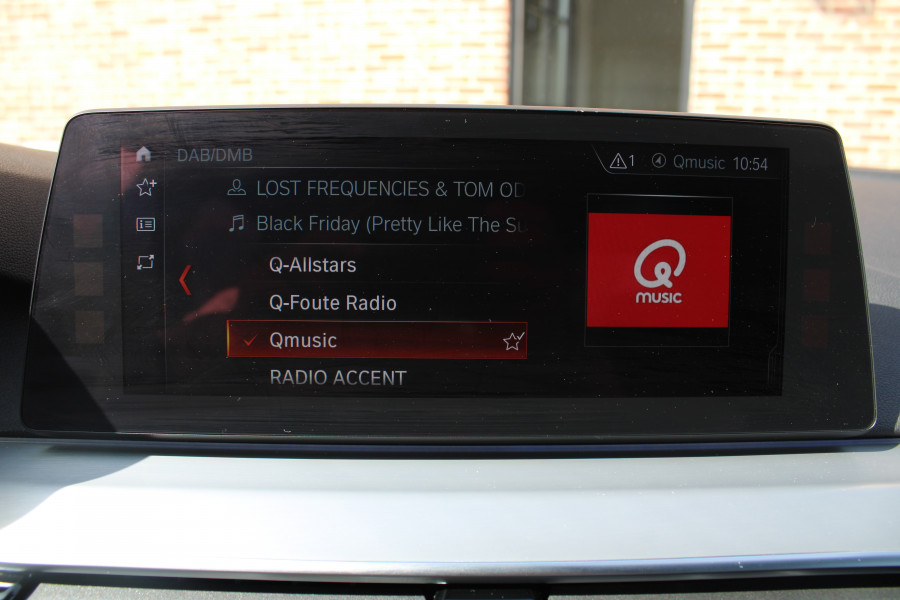 DAB/DMB
1 Qmusic 10:54
LOST FREQUENCIES & TOM OD
Black Friday (Pretty Like The Su
Q-Allstars
Q-Foute Radio
Qmusic
RADIO ACCENT
Q
MUSIC